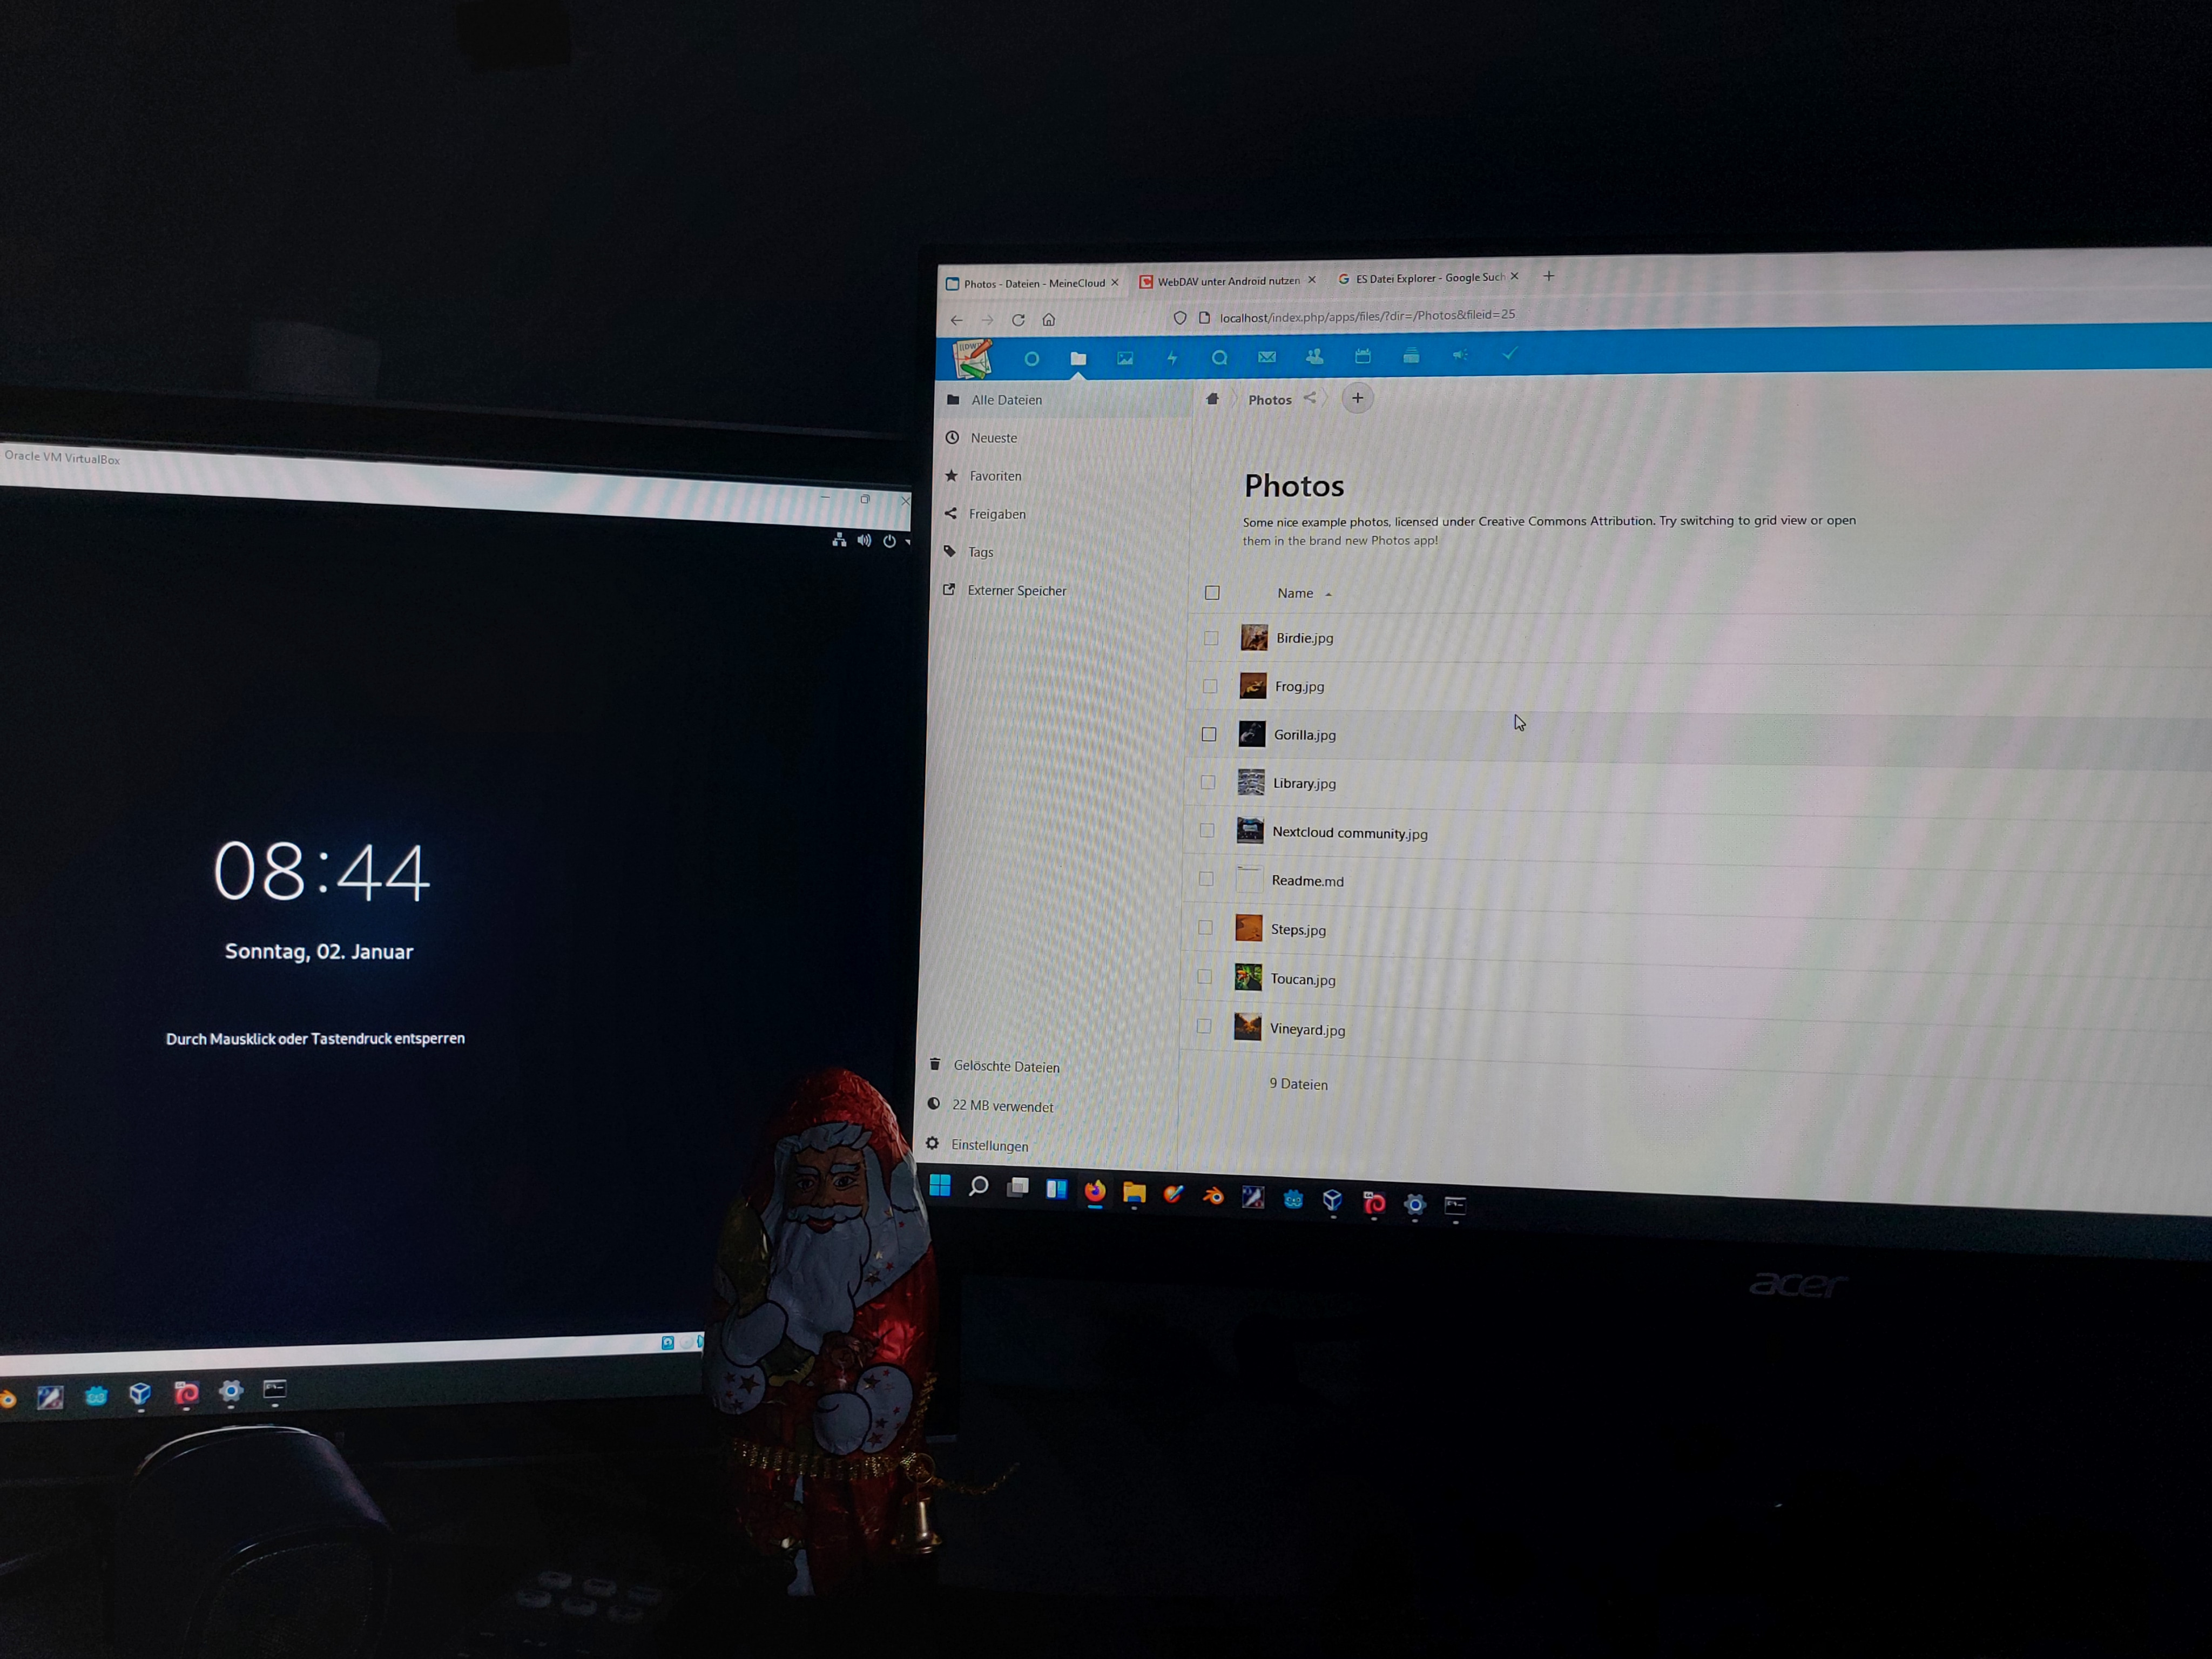 Oracle VM VirtualBox
08:44
Sonntag, 02. Januar
Durch Mausklick oder Tastendruck entsperren
Photos - Dateien - MeineCloud
WebDAV unter Android nutzen
ES Datei Explorer - Google Such
localhost/index.php/apps/files/?dir=/Photos&fileid=25
Alle Dateien
Neueste
Favoriten
Freigaben
Tags
Externer Speicher
Gelöschte Dateien
22 MB verwendet
Einstellungen
Photos
Photos
Some nice example photos, licensed under Creative Commons Attribution. Try switching to grid view or open
them in the brand new Photos app!
Name
Birdie.jpg
Frog.jpg
Gorilla.jpg
Library.jpg
Nextcloud community.jpg
Readme.md
Steps.jpg
Toucan.jpg
Vineyard.jpg
9 Dateien
acer